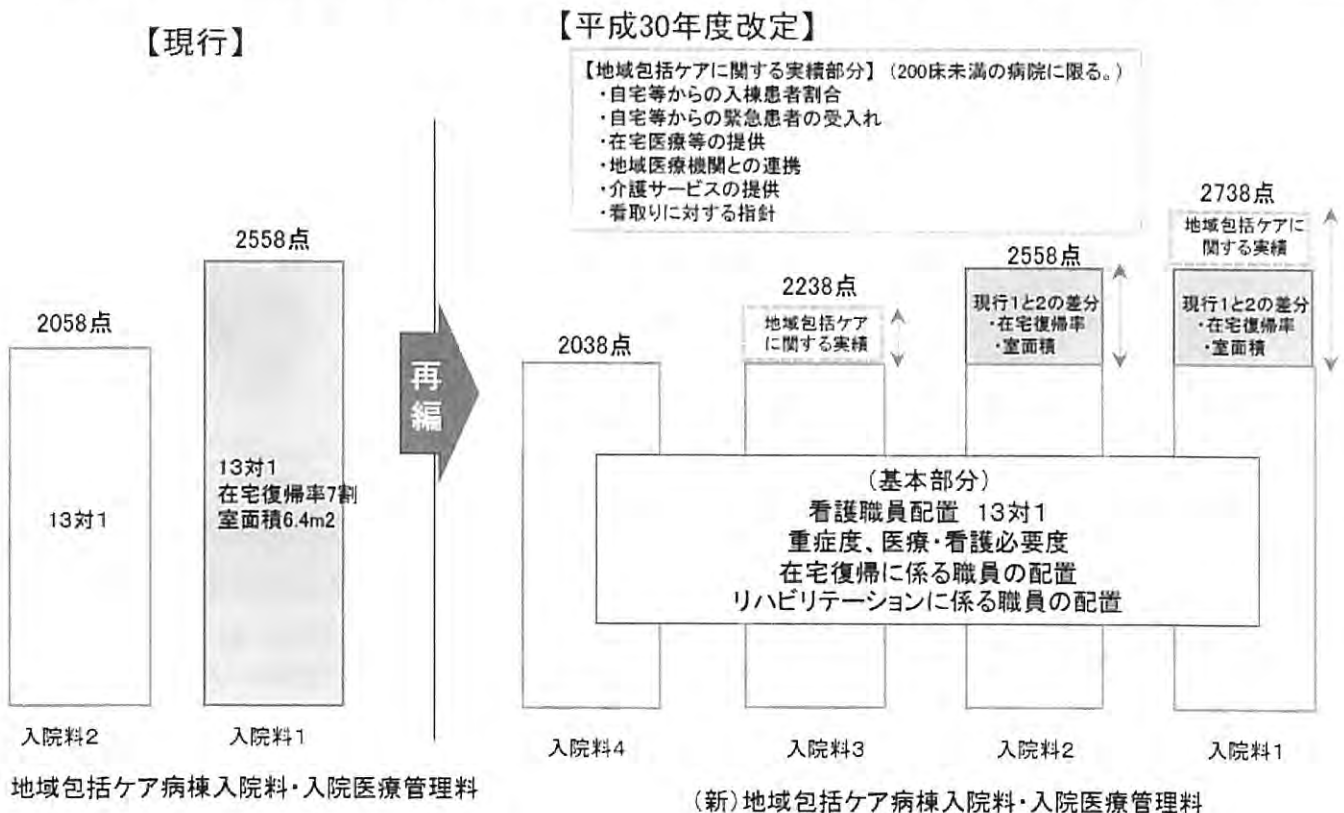 【現行】
2058点
2558点
13対1
13対1
在宅復帰率7割
室面積6.4m2
入院料2
入院料1
地域包括ケア病棟入院料・入院医療管理料
再編
【平成30年度改定】
【地域包括ケアに関する実績部分】（200床未満の病院に限る。）
・自宅等からの入棟患者割合
・自宅等からの緊急患者の受入れ
・在宅医療等の提供
・地域医療機関との連携
・介護サービスの提供
・看取りに対する指針
2038点
2238点
地域包括ケア
に関する実績
2558点
現行1と2の差分
・在宅復帰率
・室面積
2738点
地域包括ケアに
関する実績
現行1と2の差分
・在宅復帰率
・室面積
（基本部分）
看護職員配置 13対1
重症度、医療・看護必要度
在宅復帰に係る職員の配置
リハビリテーションに係る職員の配置
入院料4
入院料3
入院料2
入院料1
（新）地域包括ケア病棟入院料・入院医療管理料